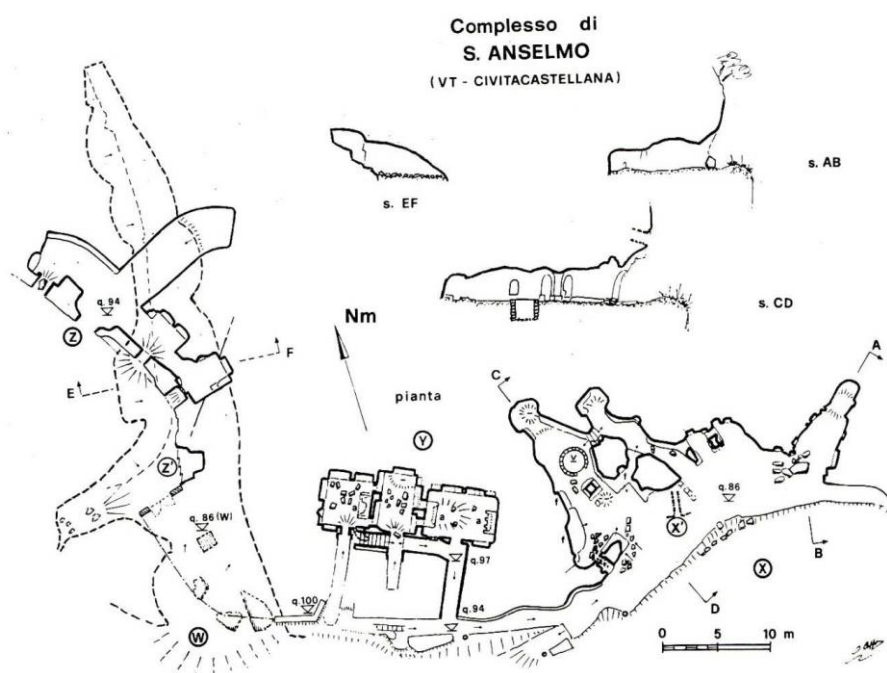 Complesso di
S. ANSELMO
(VT - CIVITACASTELLANA)
s. EF
s. AB
s. CD
Nm
pianta
q. 94
Z
E
F
Z'
q. 86 (W)
W
q.100
Y
a
a
q.97
q.94
C
A
K
q.86
X'
X
B
D
0 5 10 m